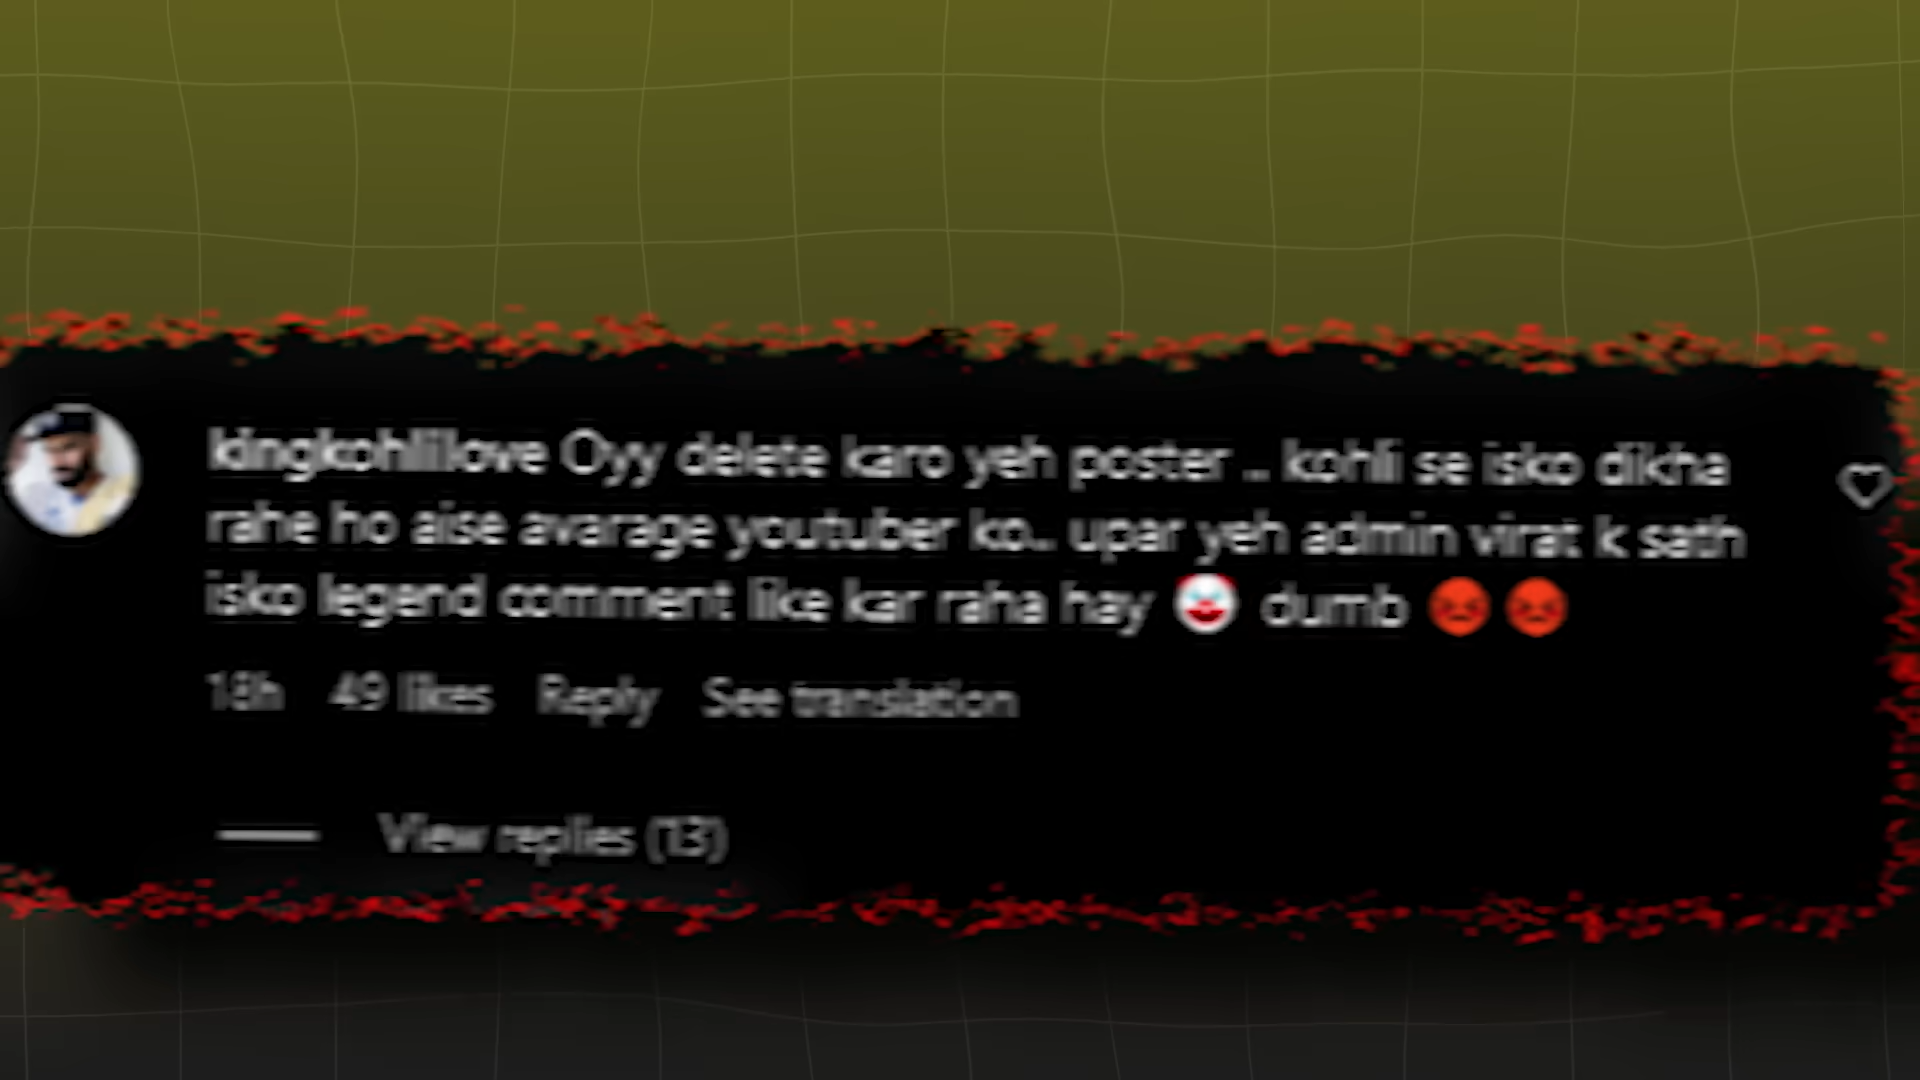 kingkohlilove Oyy delete karo yeh poster .. kohli se isko dikha
rahe ho aise avarage youtuber ko.. upar yeh admin virat k sath
isko legend comment like kar raha hay 🤡 dumb 😡 😡
18h 49 likes Reply See translation
View replies (13)